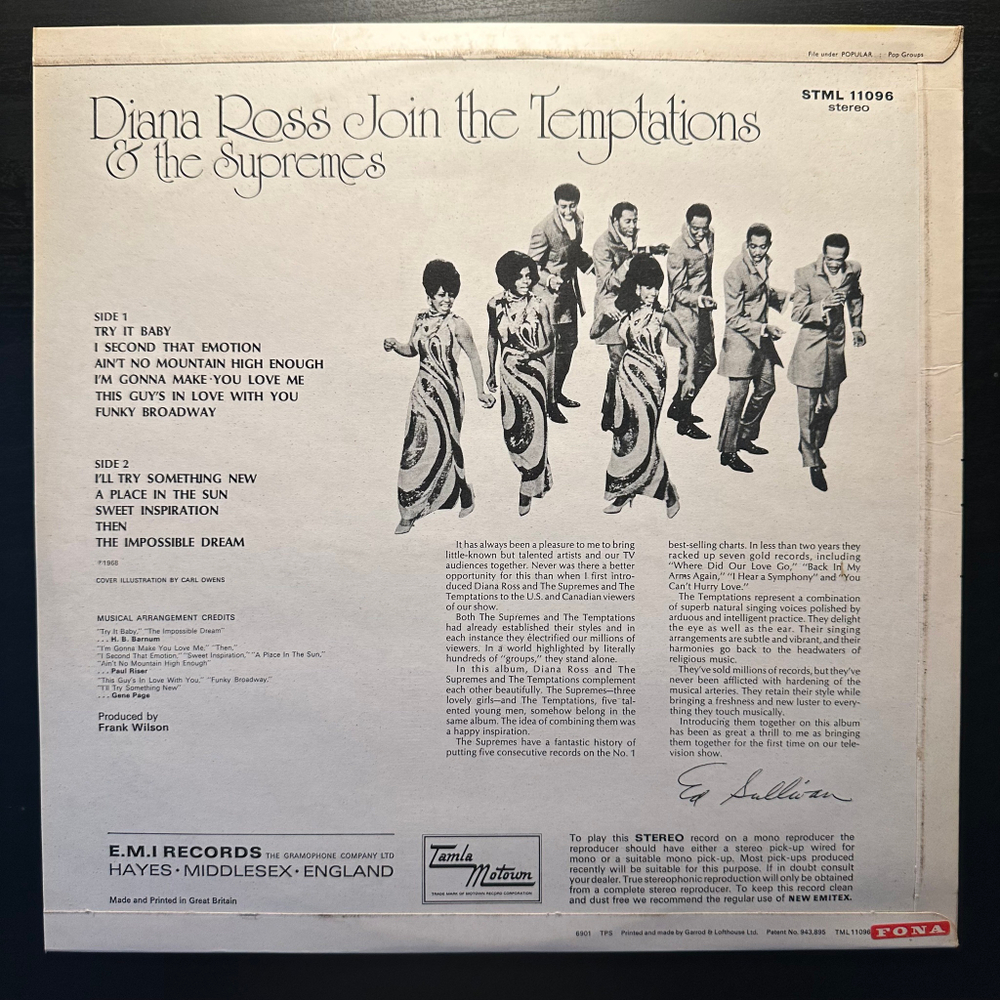 File under POPULAR : Pop Groups
STML 11096
stereo
Diana Ross Join the Temptations
& the Supremes
SIDE 1
TRY IT BABY
I SECOND THAT EMOTION
AIN'T NO MOUNTAIN HIGH ENOUGH
I'M GONNA MAKE YOU LOVE ME
THIS GUY'S IN LOVE WITH YOU
FUNKY BROADWAY
SIDE 2
I'LL TRY SOMETHING NEW
A PLACE IN THE SUN
SWEET INSPIRATION
THEN
THE IMPOSSIBLE DREAM
℗1968
COVER ILLUSTRATION BY CARL OWENS
MUSICAL ARRANGEMENT CREDITS
"Try It Baby," "The Impossible Dream"
. . . H. B. Barnum
"I'm Gonna Make You Love Me," "Then,"
"I Second That Emotion," "Sweet Inspiration," "A Place In The Sun,"
"Ain't No Mountain High Enough"
. . . Paul Riser
"This Guy's In Love With You," "Funky Broadway,"
"I'll Try Something New"
. . . Gene Page
Produced by
Frank Wilson
It has always been a pleasure to me to bring
little-known but talented artists and our TV
audiences together. Never was there a better
opportunity for this than when I first intro-
duced Diana Ross and The Supremes and The
Temptations to the U.S. and Canadian viewers
of our show.
Both The Supremes and The Temptations
had already established their styles and in
each instance they électrified our millions of
viewers. In a world highlighted by literally
hundreds of "groups," they stand alone.
In this album, Diana Ross and The
Supremes and The Temptations complement
each other beautifully. The Supremes—three
lovely girls—and The Temptations, five tal-
ented young men, somehow belong in the
same album. The idea of combining them was
a happy inspiration.
The Supremes have a fantastic history of
putting five consecutive records on the No. 1
best-selling charts. In less than two years they
racked up seven gold records, including
"Where Did Our Love Go," "Back In My
Arms Again," "I Hear a Symphony" and "You
Can't Hurry Love."
The Temptations represent a combination
of superb natural singing voices polished by
arduous and intelligent practice. They delight
the eye as well as the ear. Their singing
arrangements are subtle and vibrant, and their
harmonies go back to the headwaters of
religious music.
They've sold millions of records, but they've
never been afflicted with hardening of the
musical arteries. They retain their style while
bringing a freshness and new luster to every-
thing they touch musically.
Introducing them together on this album
has been as great a thrill to me as bringing
them together for the first time on our tele-
vision show.
Ed Sullivan
E.M.I RECORDS THE GRAMOPHONE COMPANY LTD
HAYES · MIDDLESEX · ENGLAND
Made and Printed in Great Britain
Tamla
Motown
TRADE MARK OF MOTOWN RECORD CORPORATION
To play this STEREO record on a mono reproducer the
reproducer should have either a stereo pick-up wired for
mono or a suitable mono pick-up. Most pick-ups produced
recently will be suitable for this purpose. If in doubt consult
your dealer. True stereophonic reproduction will only be obtained
from a complete stereo reproducer. To keep this record clean
and dust free we recommend the regular use of NEW EMITEX.
6901 TPS Printed and made by Garrod & Lofthouse Ltd. Patent No. 943,895 TML 11096
FONA